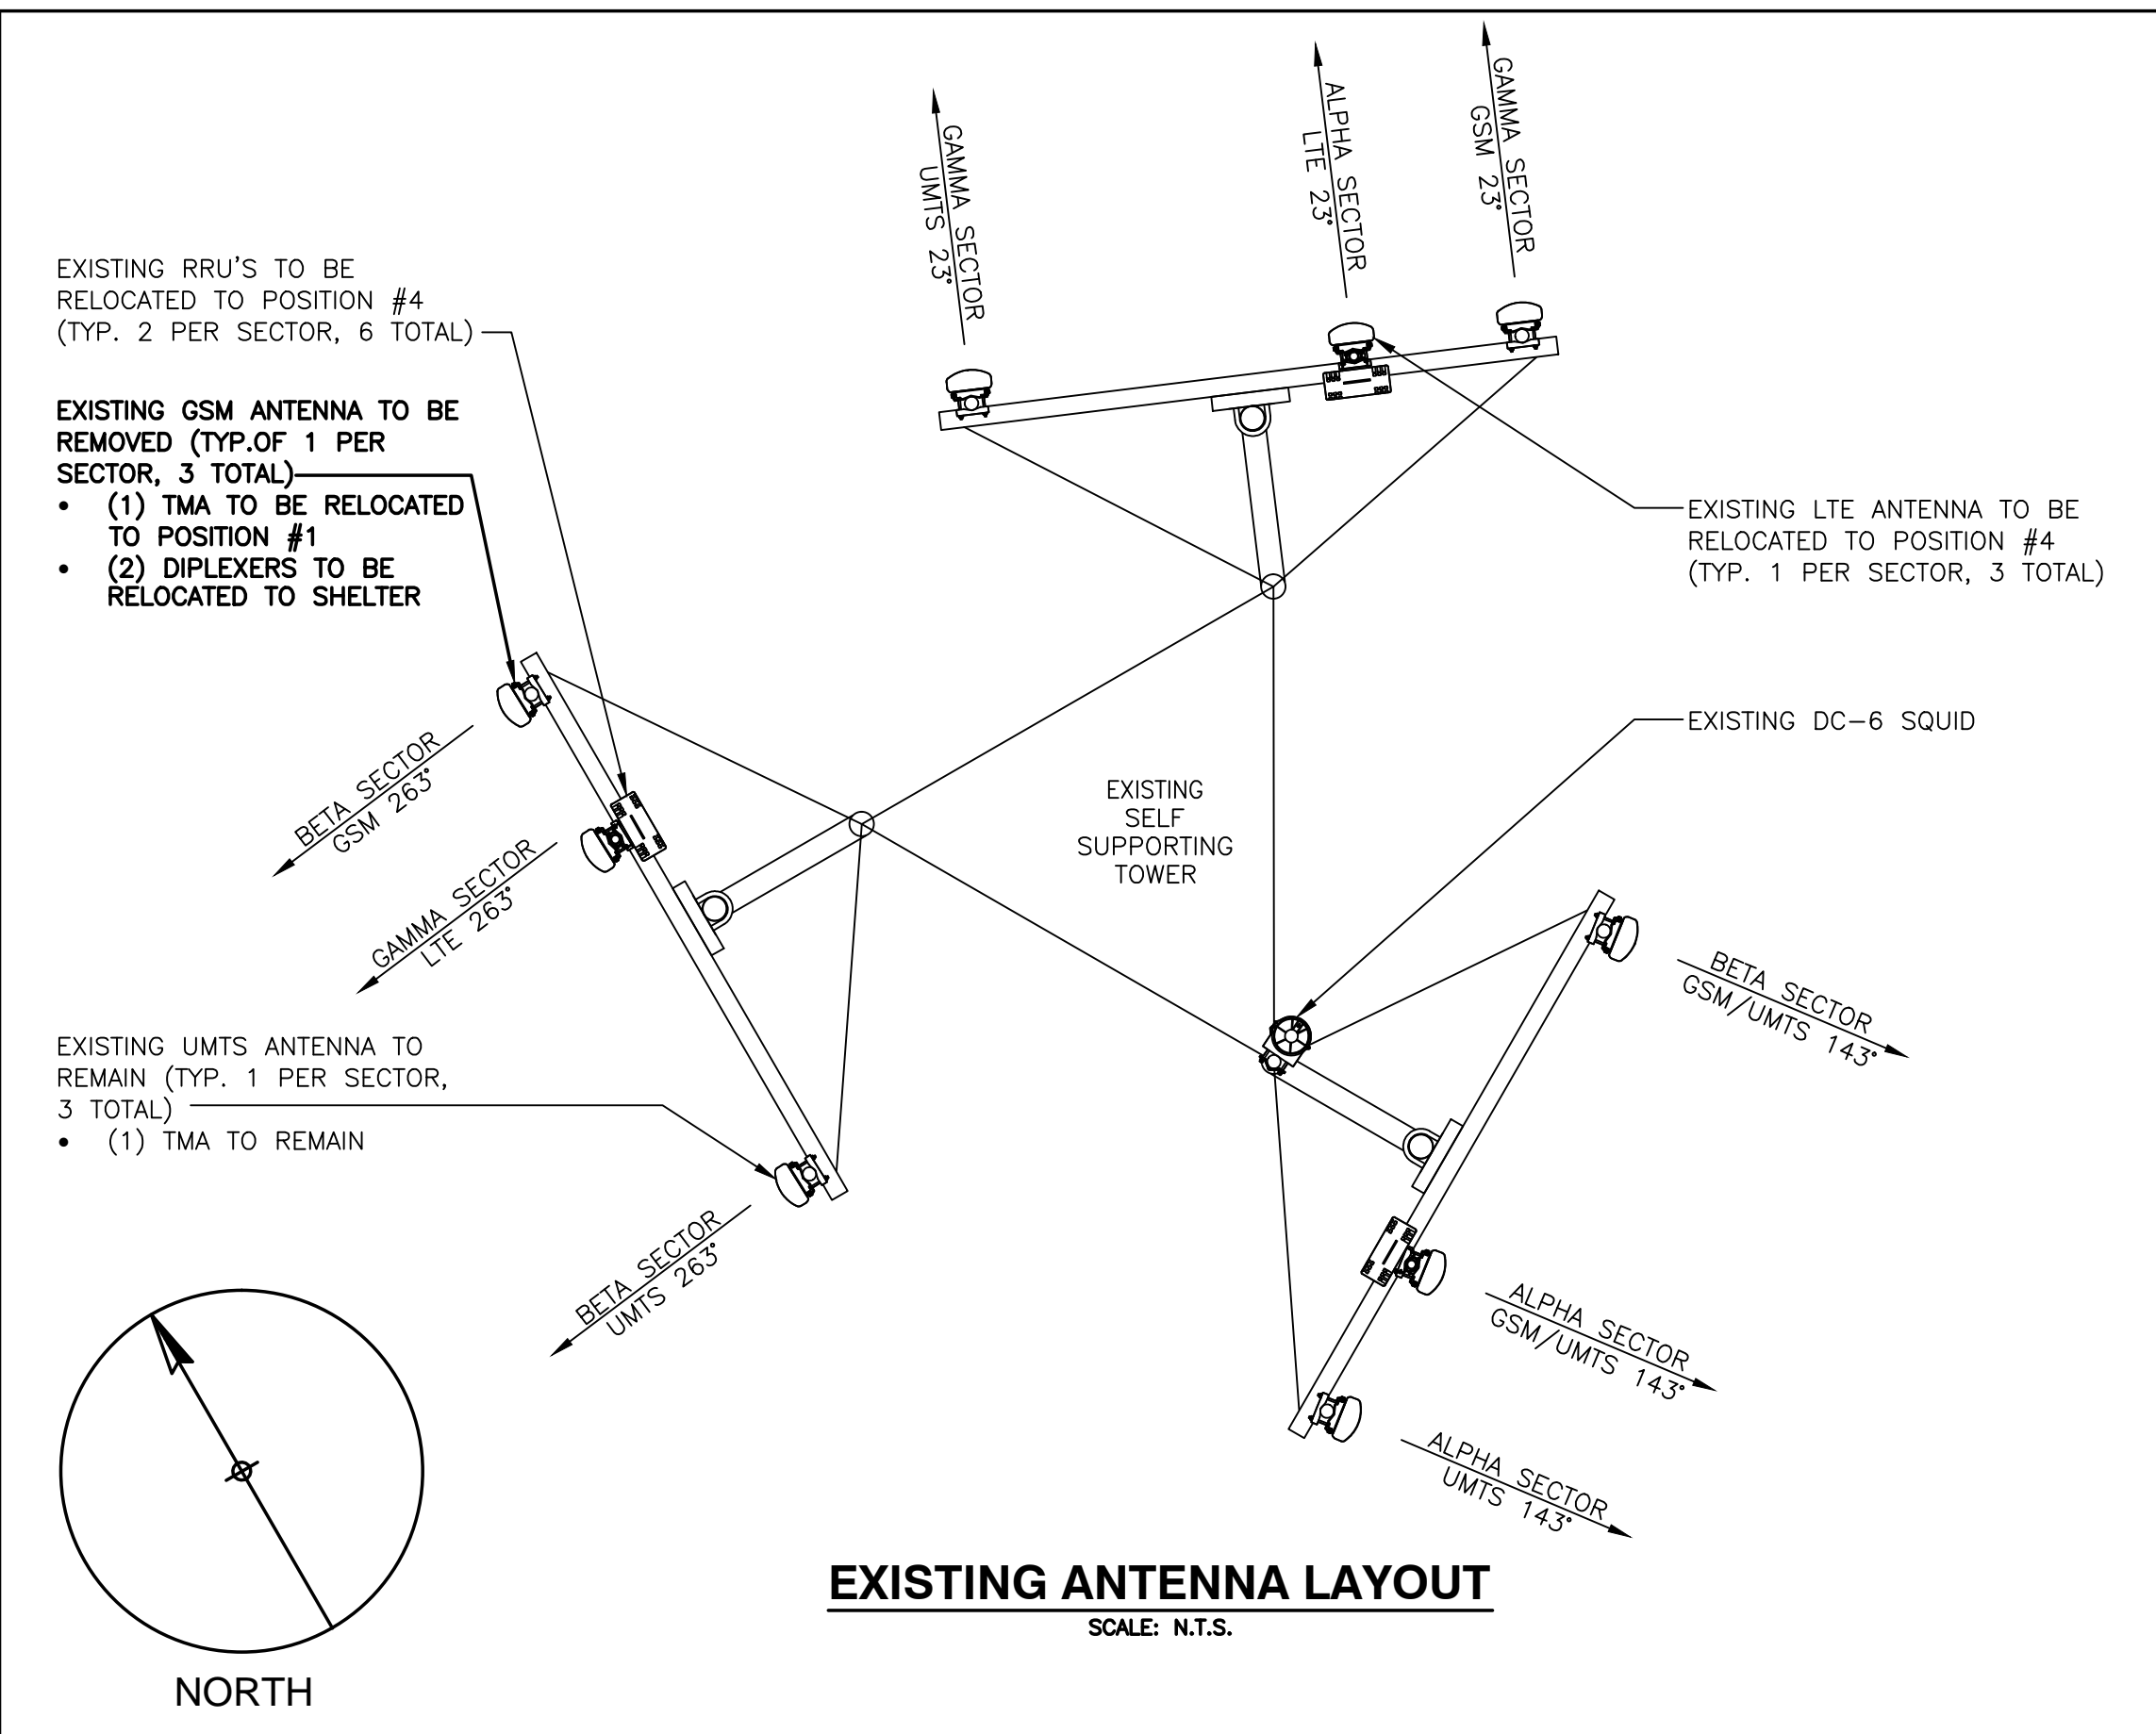 GAMMA SECTOR
UMTS 23°
ALPHA SECTOR
LTE 23°
GAMMA SECTOR
GSM 23°
EXISTING RRU'S TO BE
RELOCATED TO POSITION #4
(TYP. 2 PER SECTOR, 6 TOTAL)
EXISTING GSM ANTENNA TO BE
REMOVED (TYP.OF 1 PER
SECTOR, 3 TOTAL)
• (1) TMA TO BE RELOCATED
TO POSITION #1
• (2) DIPLEXERS TO BE
RELOCATED TO SHELTER
EXISTING LTE ANTENNA TO BE
RELOCATED TO POSITION #4
(TYP. 1 PER SECTOR, 3 TOTAL)
EXISTING DC-6 SQUID
BETA SECTOR
GSM 263°
GAMMA SECTOR
LTE 263°
EXISTING
SELF
SUPPORTING
TOWER
BETA SECTOR
GSM/UMTS 143°
EXISTING UMTS ANTENNA TO
REMAIN (TYP. 1 PER SECTOR,
3 TOTAL)
• (1) TMA TO REMAIN
BETA SECTOR
UMTS 263°
ALPHA SECTOR
GSM/UMTS 143°
ALPHA SECTOR
UMTS 143°
EXISTING ANTENNA LAYOUT
SCALE: N.T.S.
NORTH